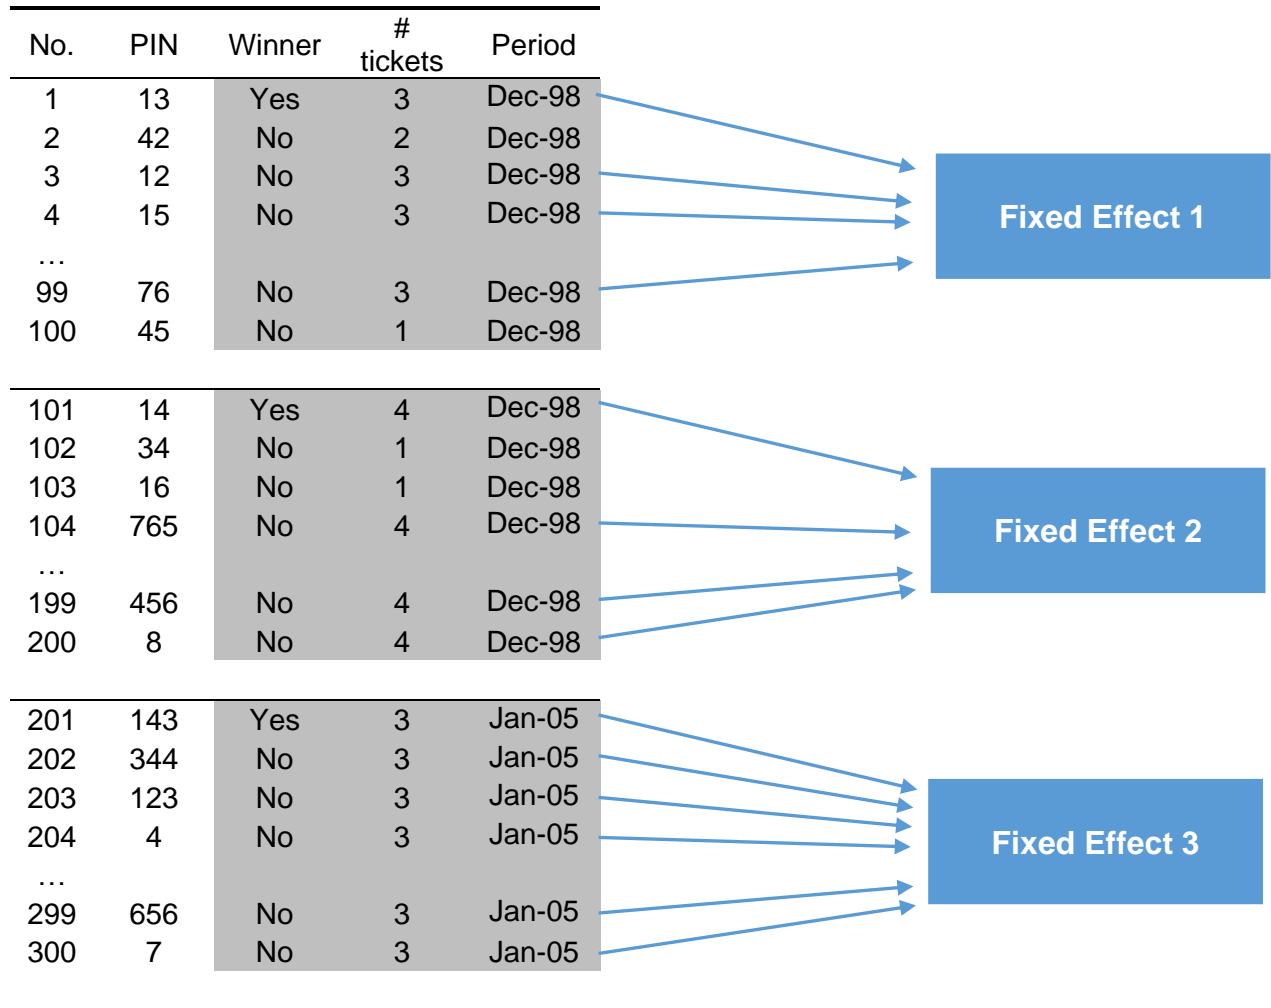 No. PIN Winner # tickets Period
1 13 Yes 3 Dec-98
2 42 No 2 Dec-98
3 12 No 3 Dec-98
4 15 No 3 Dec-98
…
99 76 No 3 Dec-98
100 45 No 1 Dec-98
Fixed Effect 1
101 14 Yes 4 Dec-98
102 34 No 1 Dec-98
103 16 No 1 Dec-98
104 765 No 4 Dec-98
…
199 456 No 4 Dec-98
200 8 No 4 Dec-98
Fixed Effect 2
201 143 Yes 3 Jan-05
202 344 No 3 Jan-05
203 123 No 3 Jan-05
204 4 No 3 Jan-05
…
299 656 No 3 Jan-05
300 7 No 3 Jan-05
Fixed Effect 3